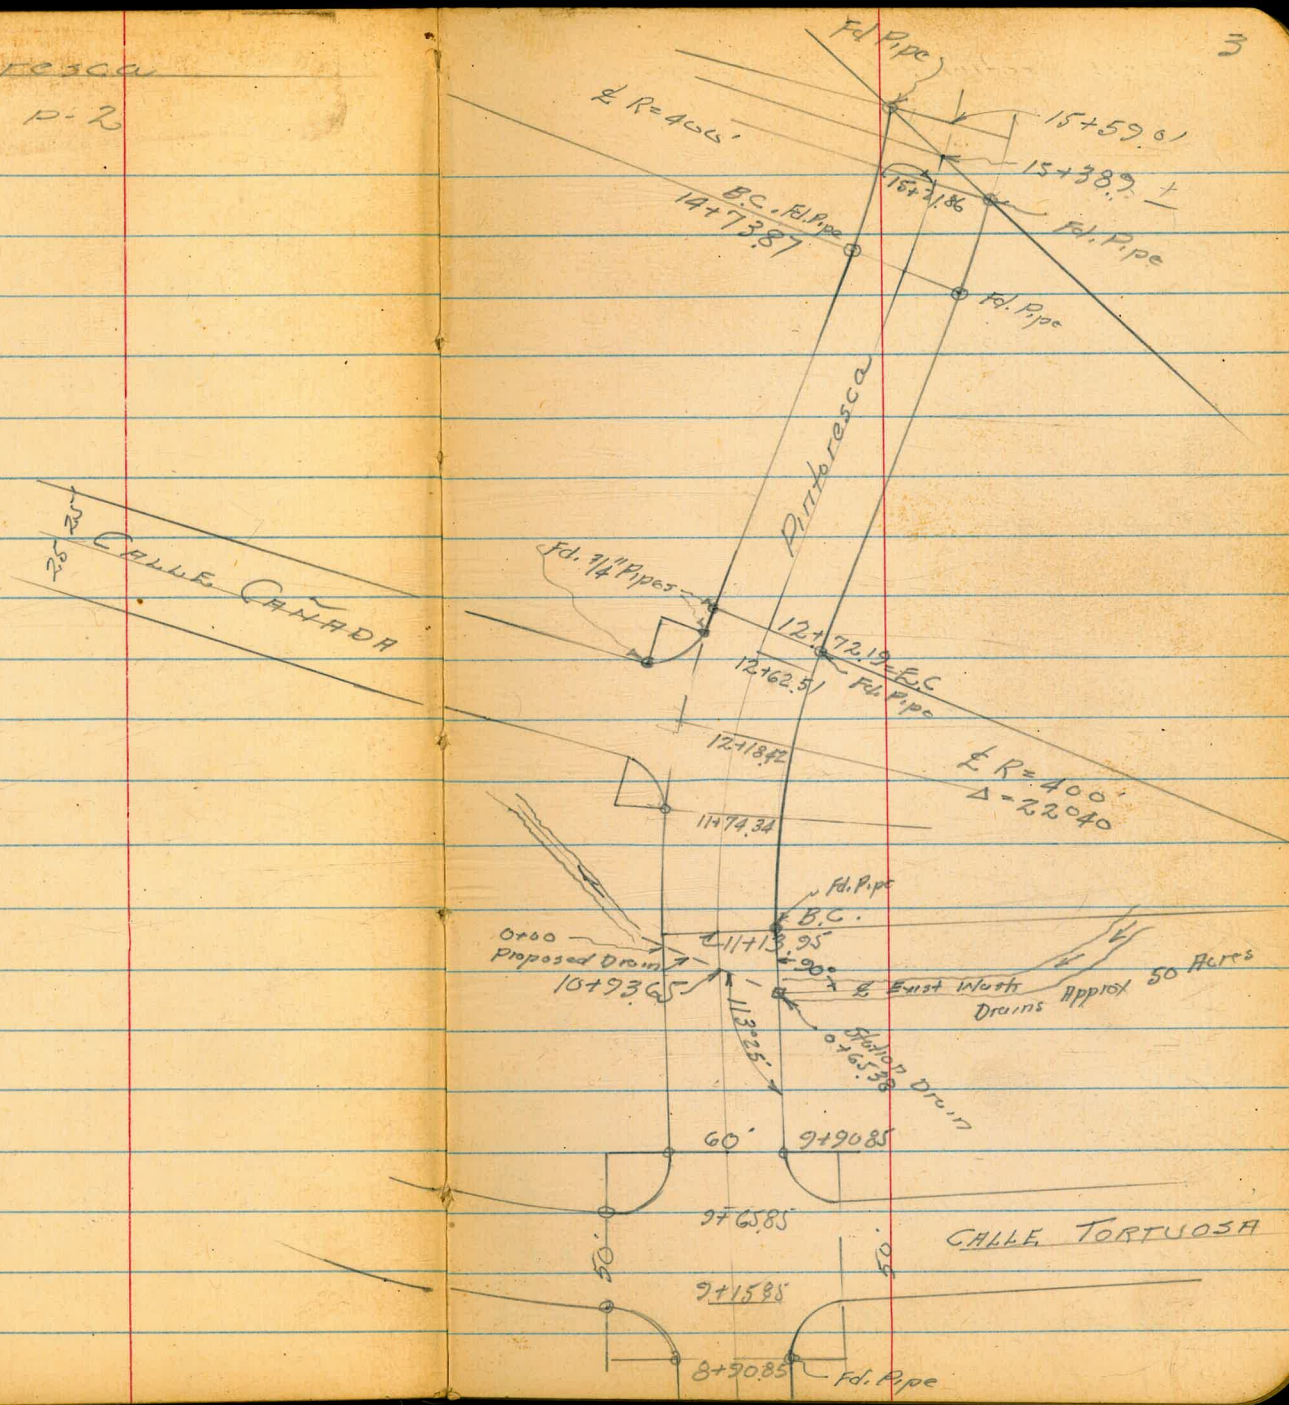 resca
p-2
3
Fd Pipe
℄ R=400'
15+59.01
15+38.9 ±
15+21.86
B.C. Fd. Pipe
14+73.87
Fd. Pipe
Fd. Pipe
Pintoresca
25 25
CALLE CAÑADA
Fd. 3/4" Pipes
12+72.19=E.C
12+62.51
Fd. Pipe
12+18.42
℄ R=400'
Δ=22°40
11+74.34
Fd. Pipe
B.C.
℄11+13.95
0+00
Proposed Drain
10+93.65
90°
℄ Exist Wash
Drains Approx 50 Acres
113°25'
Station Drain
0+65.38
60'
9+90.85
9+65.85
CALLE TORTUOSA
50'
50'
9+15.85
8+90.85
Fd. Pipe